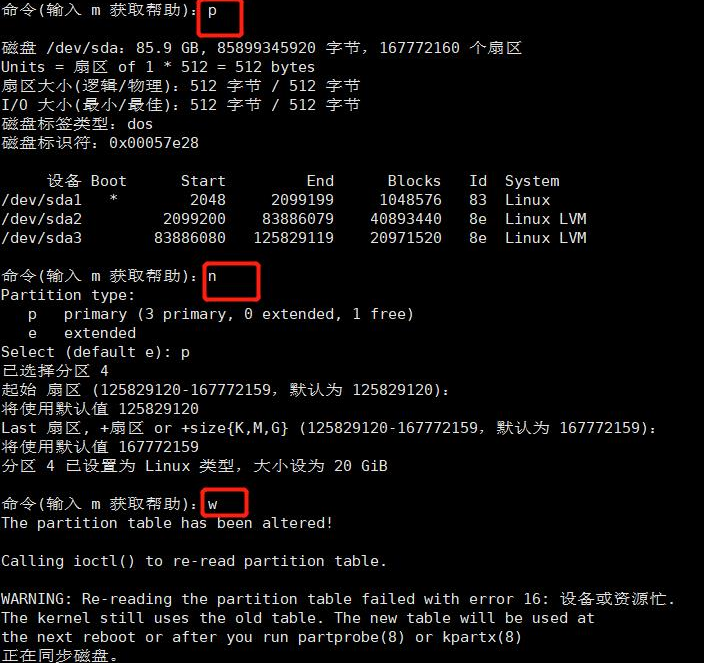 命令(输入 m 获取帮助)：p
磁盘 /dev/sda：85.9 GB, 85899345920 字节，167772160 个扇区
Units = 扇区 of 1 * 512 = 512 bytes
扇区大小(逻辑/物理)：512 字节 / 512 字节
I/O 大小(最小/最佳)：512 字节 / 512 字节
磁盘标签类型：dos
磁盘标识符：0x00057e28
设备 Boot      Start         End      Blocks   Id  System
/dev/sda1   *        2048     2099199     1048576   83  Linux
/dev/sda2         2099200    83886079    40893440   8e  Linux LVM
/dev/sda3        83886080   125829119    20971520   8e  Linux LVM
命令(输入 m 获取帮助)：n
Partition type:
   p   primary (3 primary, 0 extended, 1 free)
   e   extended
Select (default e): p
已选择分区 4
起始 扇区 (125829120-167772159，默认为 125829120)：
将使用默认值 125829120
Last 扇区, +扇区 or +size{K,M,G} (125829120-167772159，默认为 167772159)：
将使用默认值 167772159
分区 4 已设置为 Linux 类型，大小设为 20 GiB
命令(输入 m 获取帮助)：w
The partition table has been altered!
Calling ioctl() to re-read partition table.
WARNING: Re-reading the partition table failed with error 16: 设备或资源忙.
The kernel still uses the old table. The new table will be used at
the next reboot or after you run partprobe(8) or kpartx(8)
正在同步磁盘。